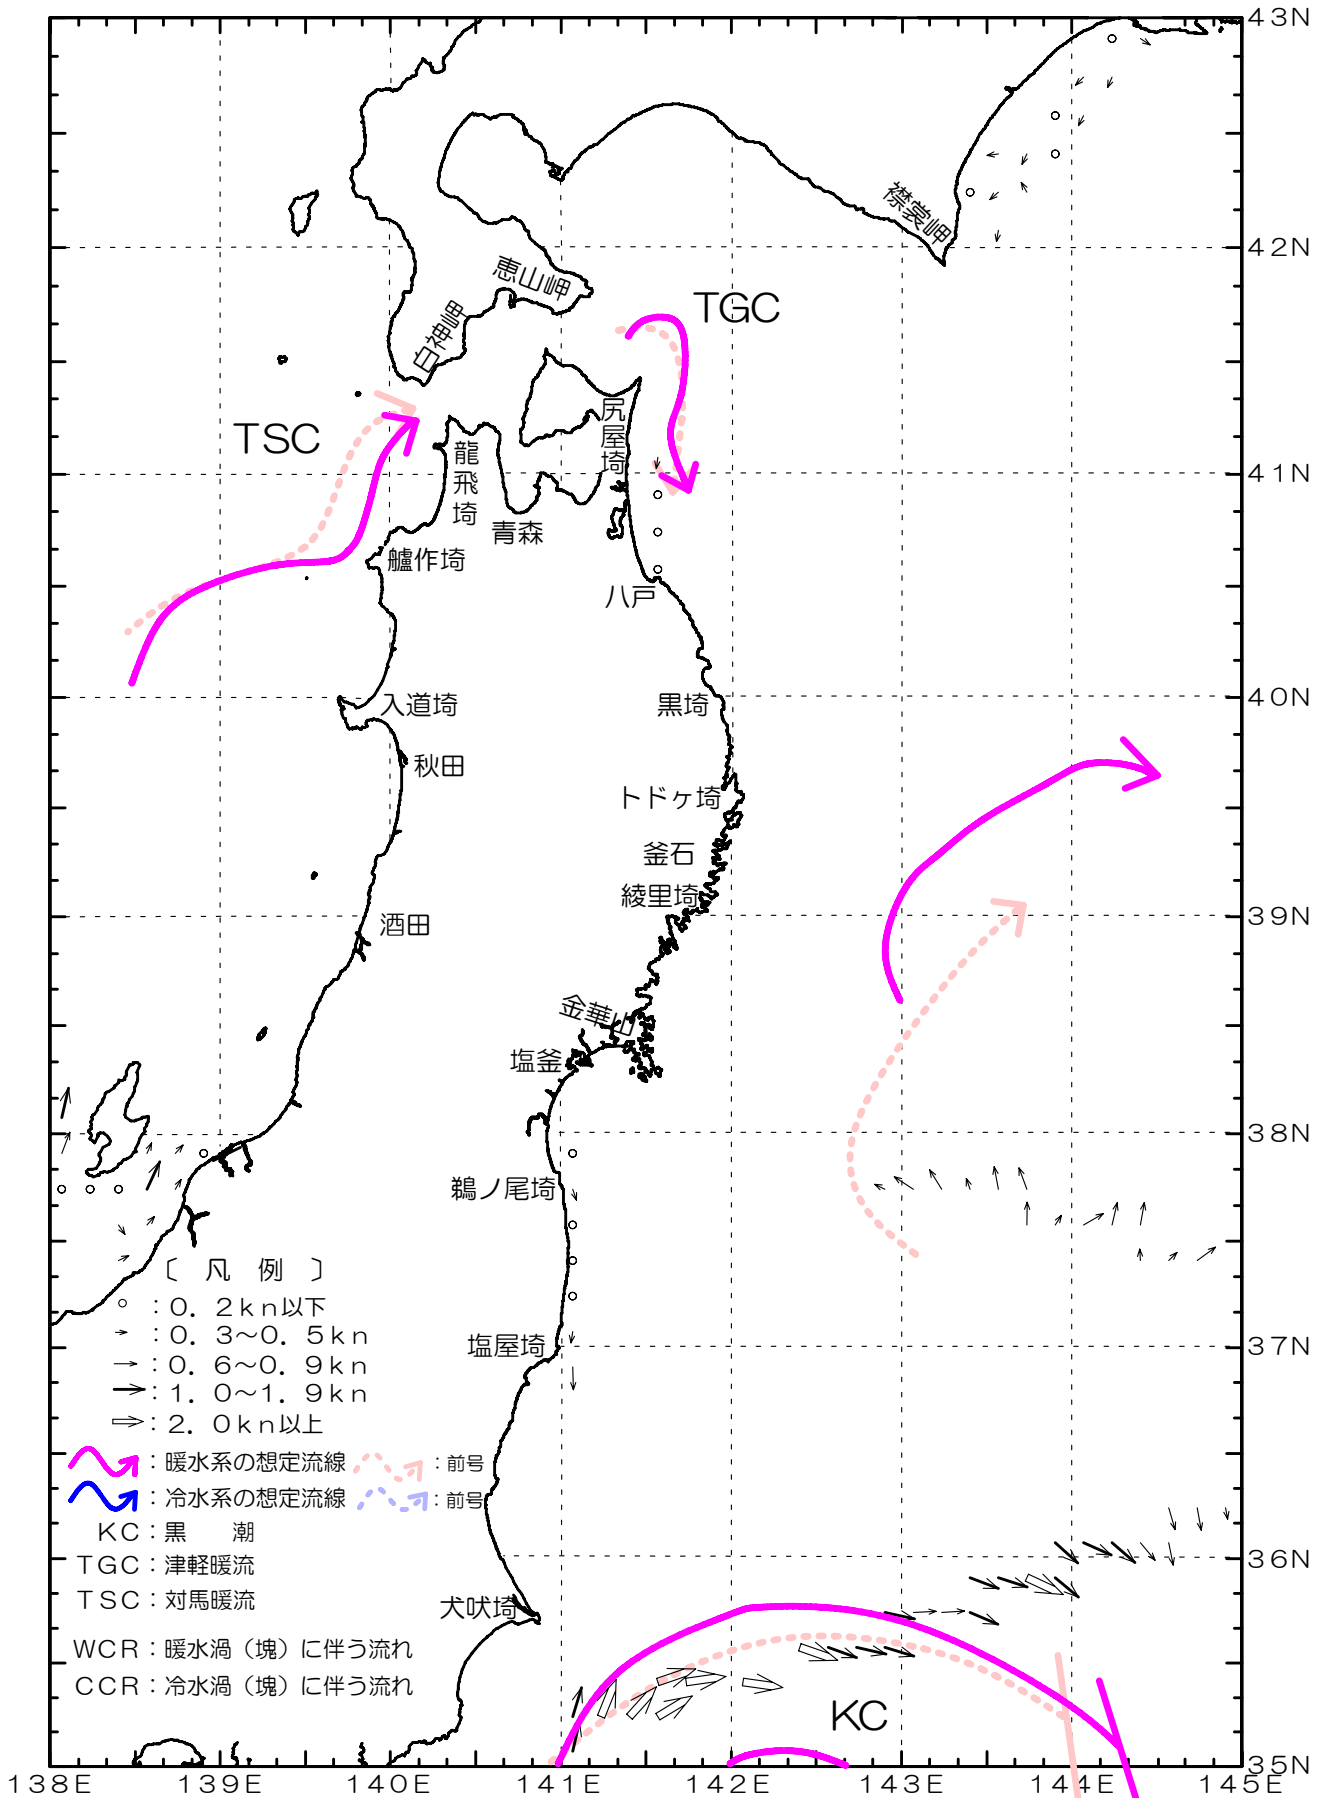 43N
襟裳岬
42N
恵山岬
TGC
白神岬
尻屋埼
TSC
龍飛埼
41N
青森
艫作埼
八戸
入道埼
黒埼
40N
秋田
トドヶ埼
釜石
綾里埼
酒田
39N
金華山
塩釜
38N
鵜ノ尾埼
〔 凡 例 〕
:0.2kn以下
:0.3~0.5kn
塩屋埼
37N
:0.6~0.9kn
:1.0~1.9kn
:2.0kn以上
:暖水系の想定流線 :前号
:冷水系の想定流線 :前号
KC:黒 潮
TGC:津軽暖流
36N
TSC:対馬暖流
犬吠埼
WCR:暖水渦(塊)に伴う流れ
CCR:冷水渦(塊)に伴う流れ
KC
35N
138E 139E 140E 141E 142E 143E 144E 145E